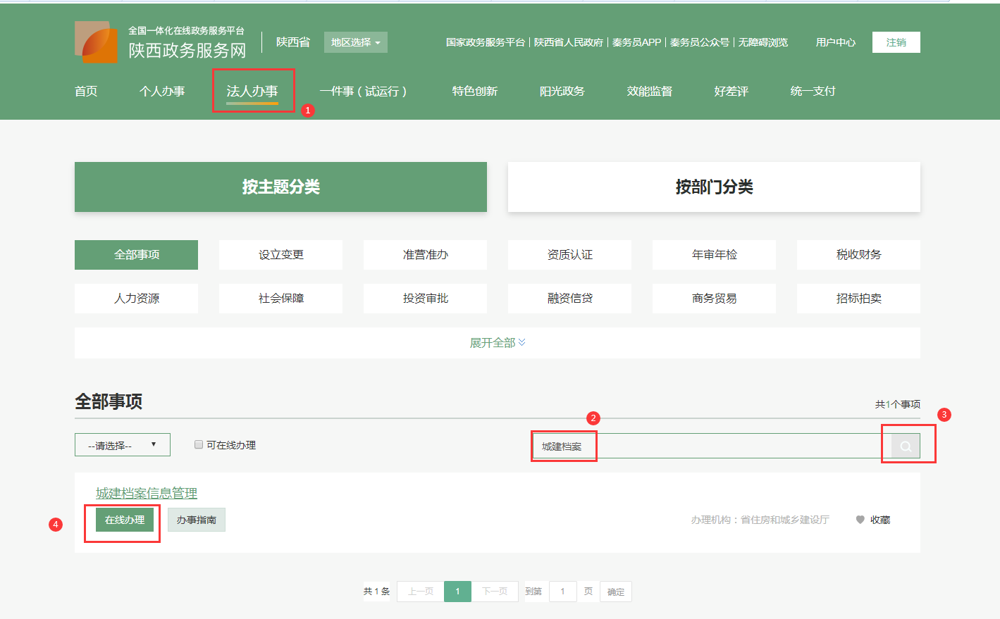 全国一体化在线政务服务平台
陕西政务服务网
陕西省
地区选择
国家政务服务平台 | 陕西省人民政府 | 秦务员APP | 秦务员公众号 | 无障碍浏览
用户中心
注销
首页 个人办事 法人办事 一件事（试运行） 特色创新 阳光政务 效能监督 好差评 统一支付
1
按主题分类 按部门分类
全部事项 设立变更 准营准办 资质认证 年审年检 税收财务
人力资源 社会保障 投资审批 融资信贷 商务贸易 招标拍卖
展开全部
全部事项
共1个事项
2
3
--请选择-- 可在线办理 城建档案
城建档案信息管理
4
在线办理 办事指南 办理机构：省住房和城乡建设厅 收藏
共 1 条 上一页 1 下一页 到第 1 页 确定